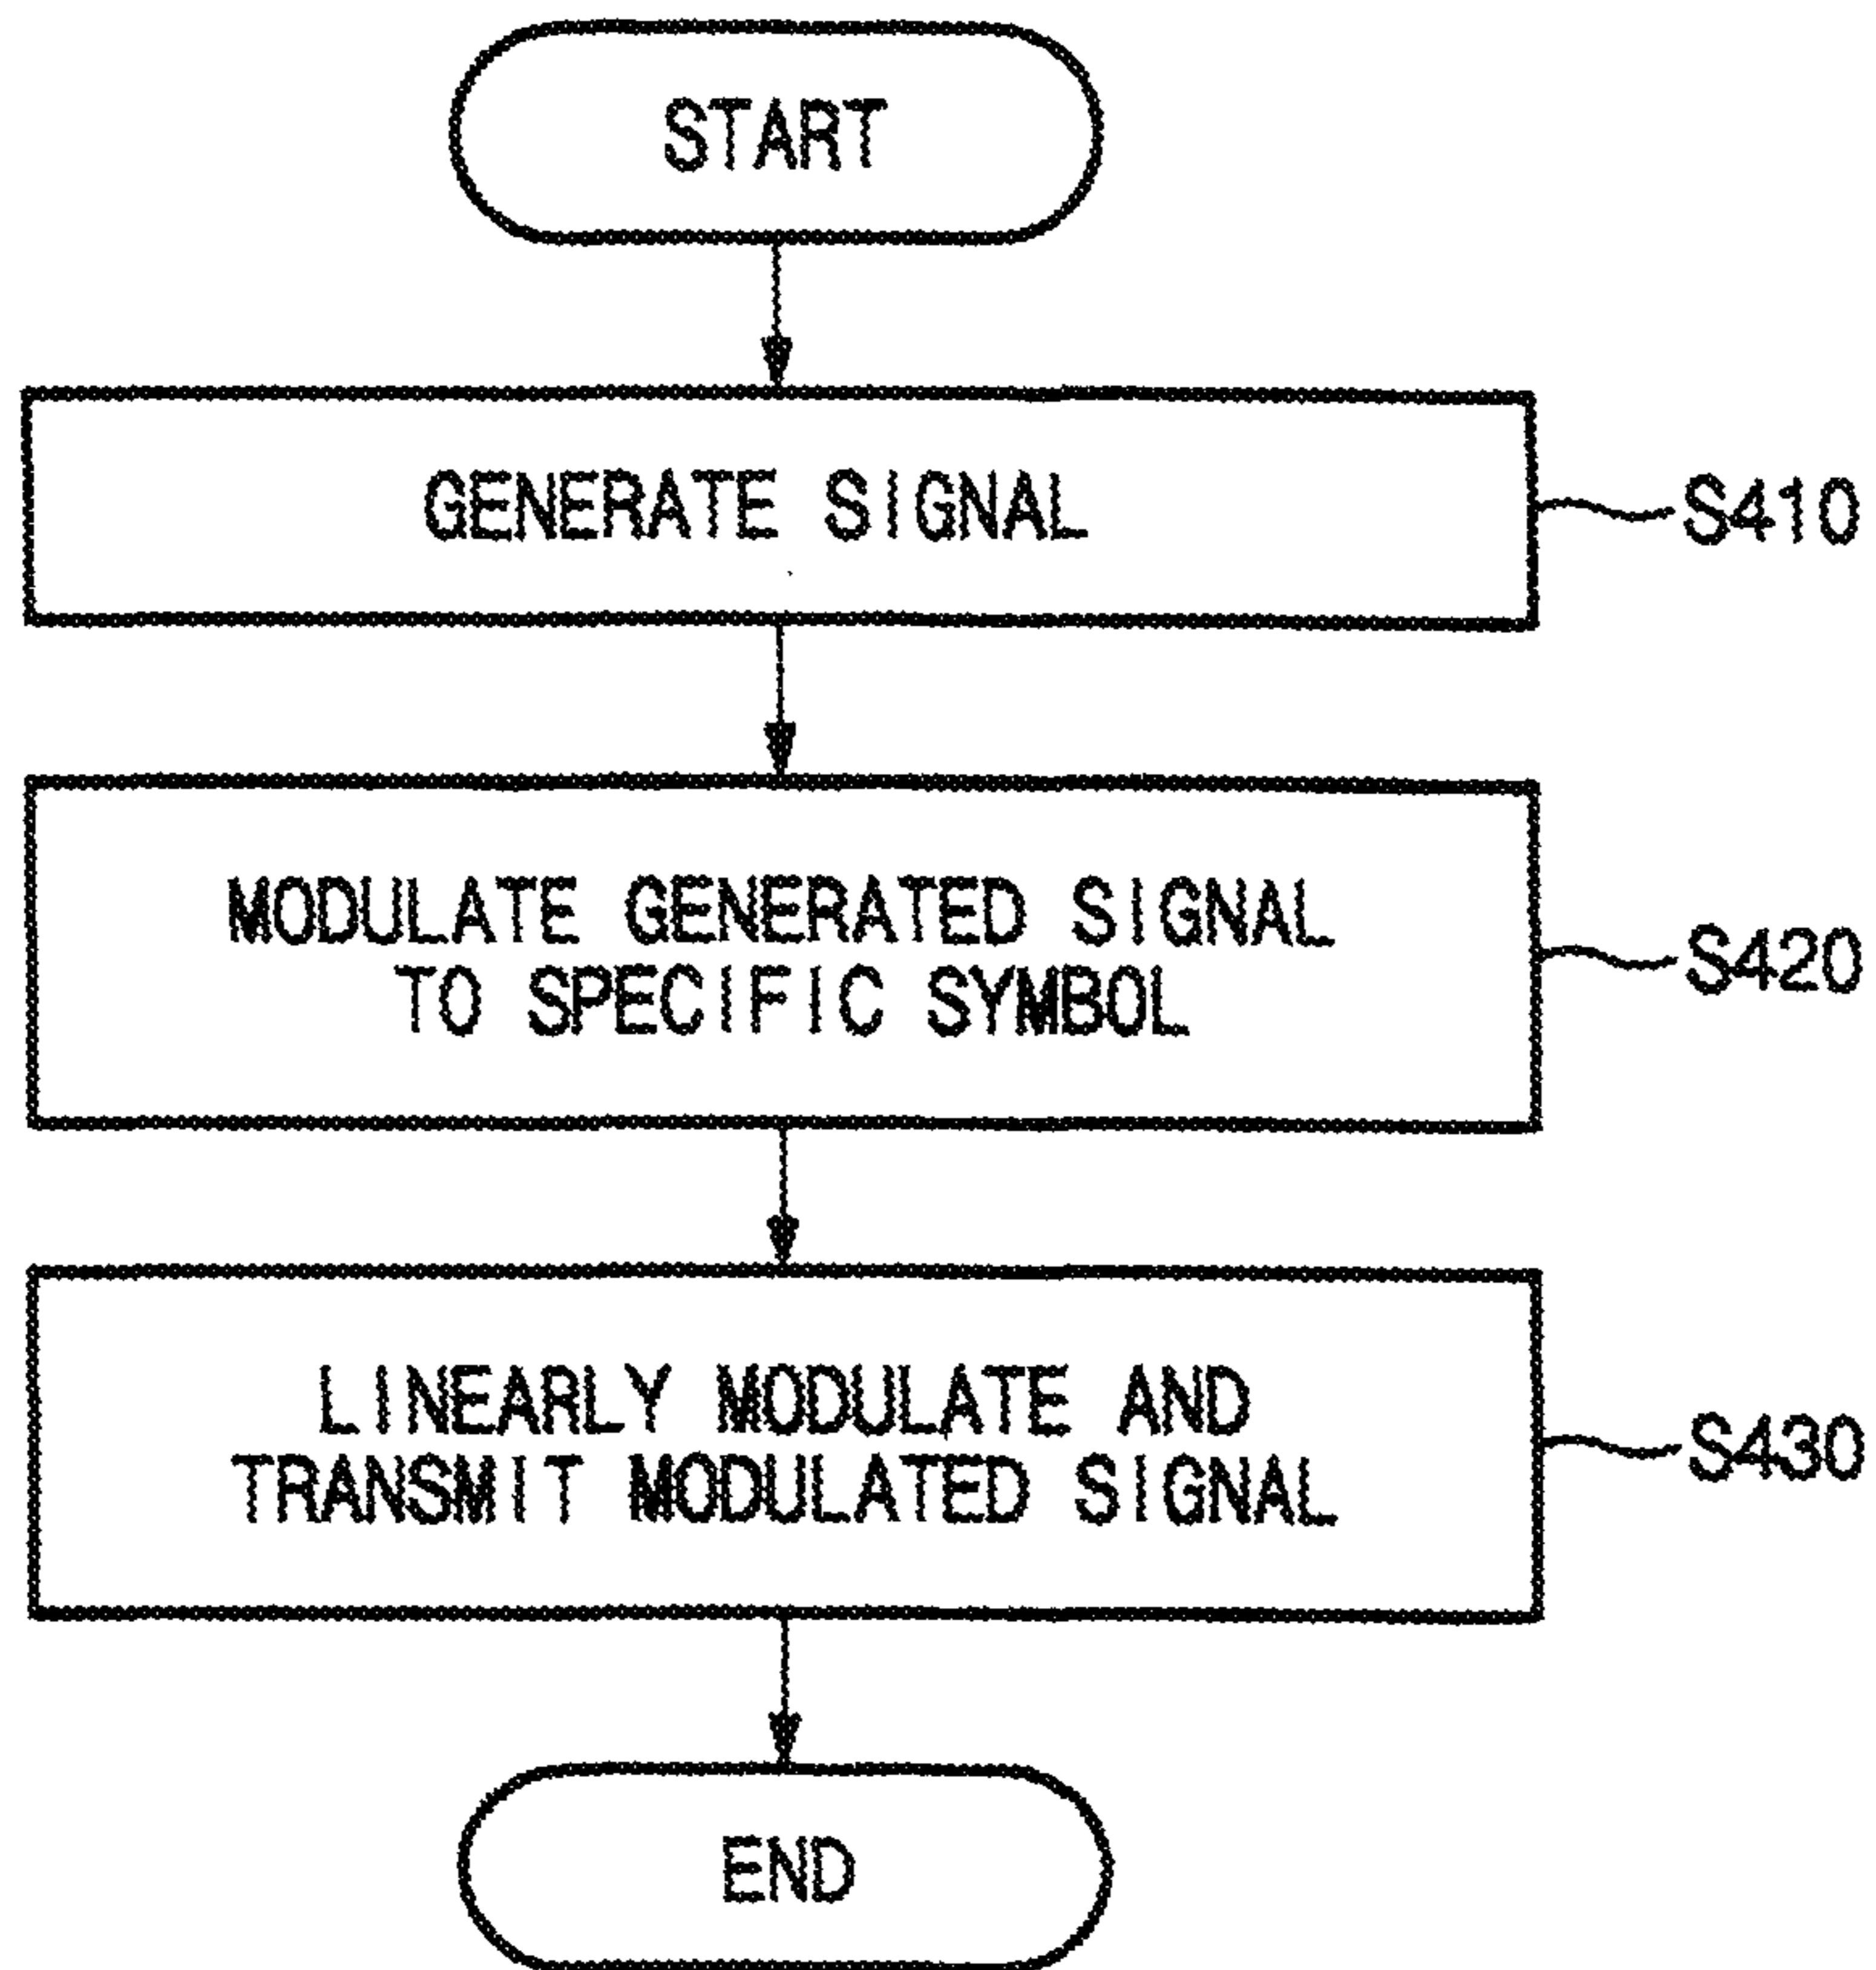 START
GENERATE SIGNAL
S410
MODULATE GENERATED SIGNAL
TO SPECIFIC SYMBOL
S420
LINEARLY MODULATE AND
TRANSMIT MODULATED SIGNAL
S430
END